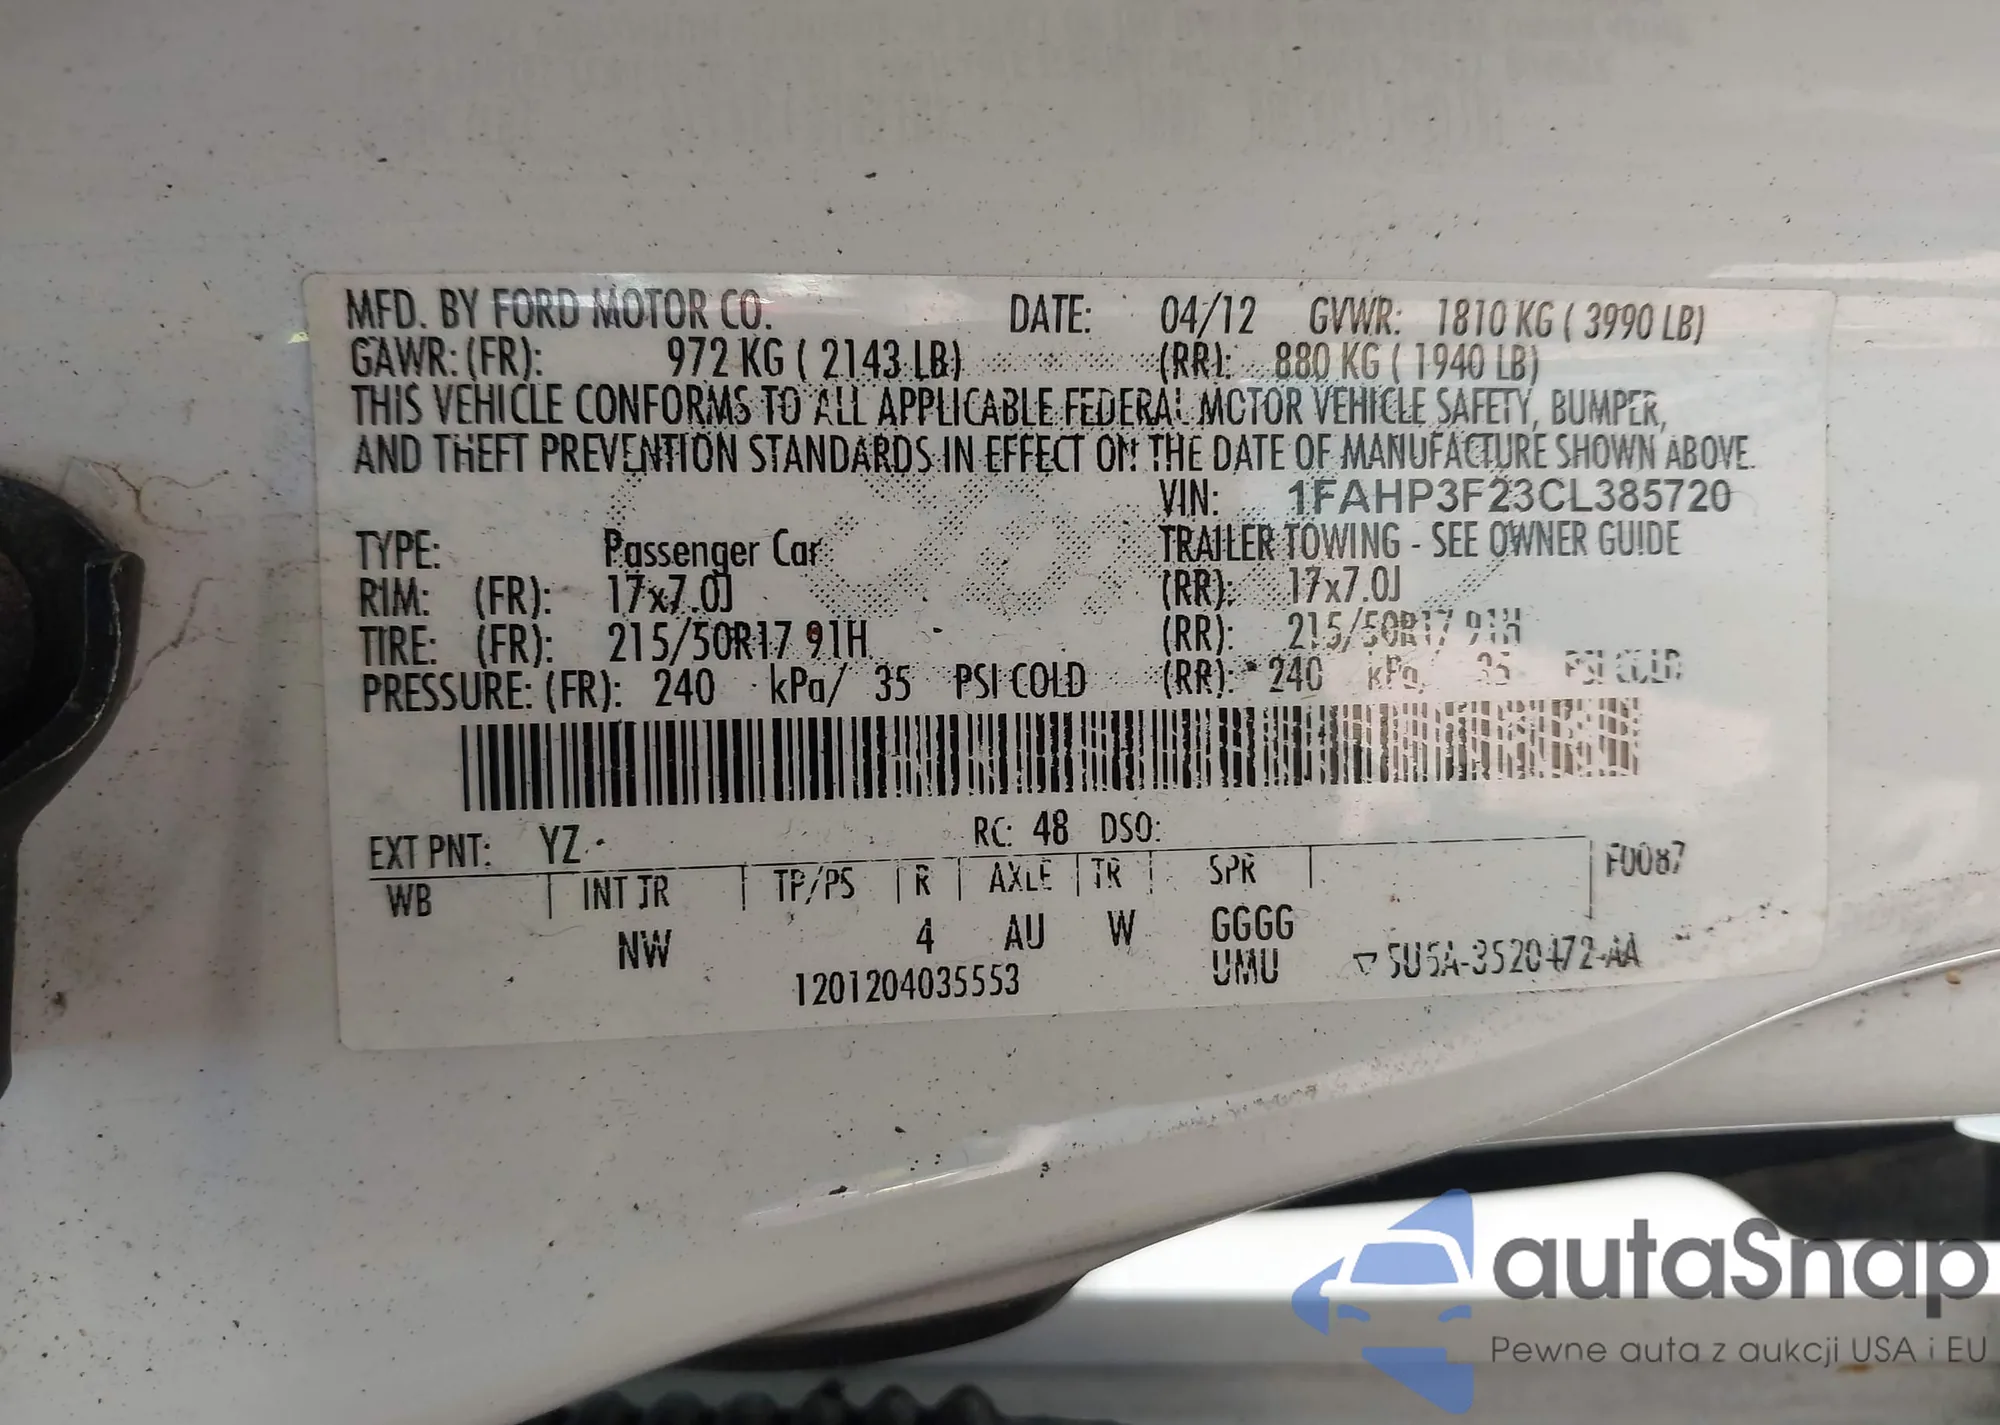 MFD. BY FORD MOTOR CO. DATE: 04/12 GVWR: 1810 KG ( 3990 LB)
GAWR: (FR): 972 KG ( 2143 LB) (RR): 880 KG ( 1940 LB)
THIS VEHICLE CONFORMS TO ALL APPLICABLE FEDERAL MOTOR VEHICLE SAFETY, BUMPER,
AND THEFT PREVENTION STANDARDS IN EFFECT ON THE DATE OF MANUFACTURE SHOWN ABOVE.
VIN: 1FAHP3F23CL385720
TYPE: Passenger Car TRAILER TOWING - SEE OWNER GUIDE
RIM: (FR): 17x7.0J (RR): 17x7.0J
TIRE: (FR): 215/50R17 91H (RR): 215/50R17 91H
PRESSURE: (FR): 240 kPa/ 35 PSI COLD (RR): 240 kPa/ 35 PSI COLD
EXT PNT: YZ RC: 48 DSO:
WB INT TR TP/PS R AXLE TR SPR F0087
NW 4 AU W GGGG
1201204035553 UMU ▽ 5U5A-3520472-AA
autaSnap
Pewne auta z aukcji USA i EU